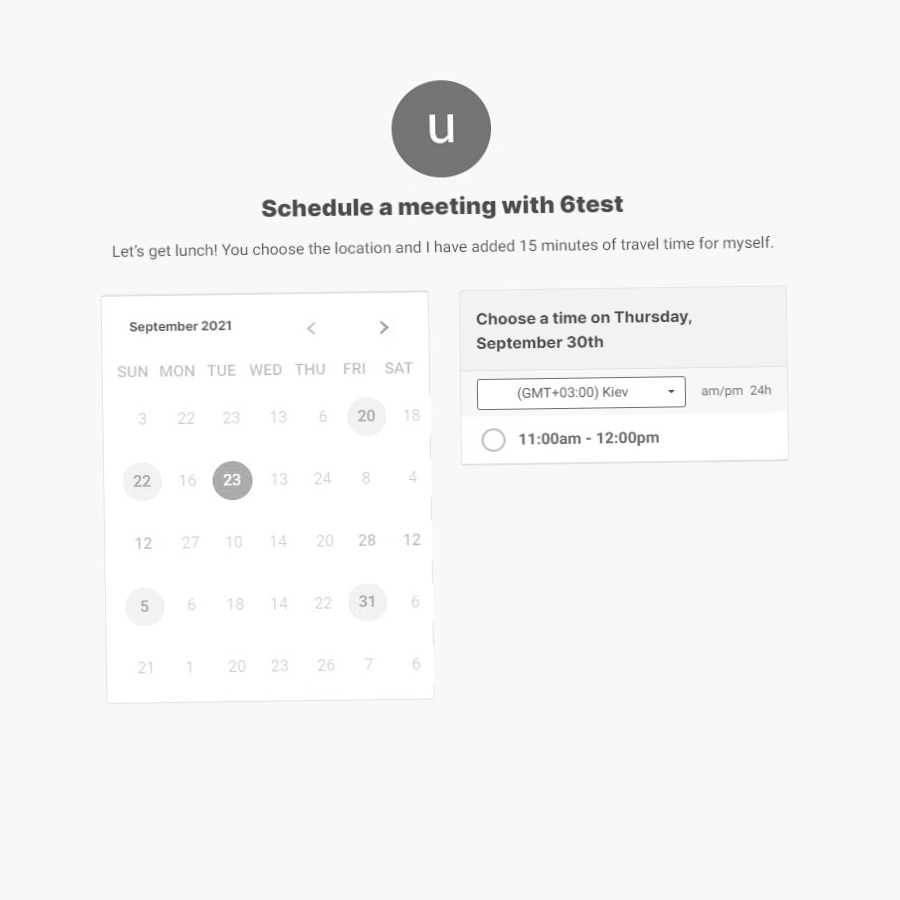 u
Schedule a meeting with 6test
Let's get lunch! You choose the location and I have added 15 minutes of travel time for myself.
September 2021
SUN MON TUE WED THU FRI SAT
3 22 23 13 6 20 18
22 16 23 13 24 8 4
12 27 10 14 20 28 12
5 6 18 14 22 31 6
21 1 20 23 26 7 6
Choose a time on Thursday,
September 30th
(GMT+03:00) Kiev am/pm 24h
11:00am - 12:00pm